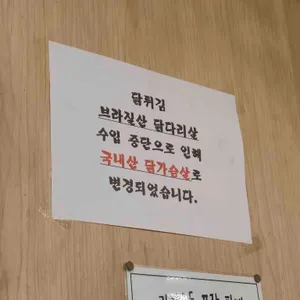 닭튀김
브라질산 닭다리살
수입 중단으로 인해
국내산 닭가슴살로
변경되었습니다.